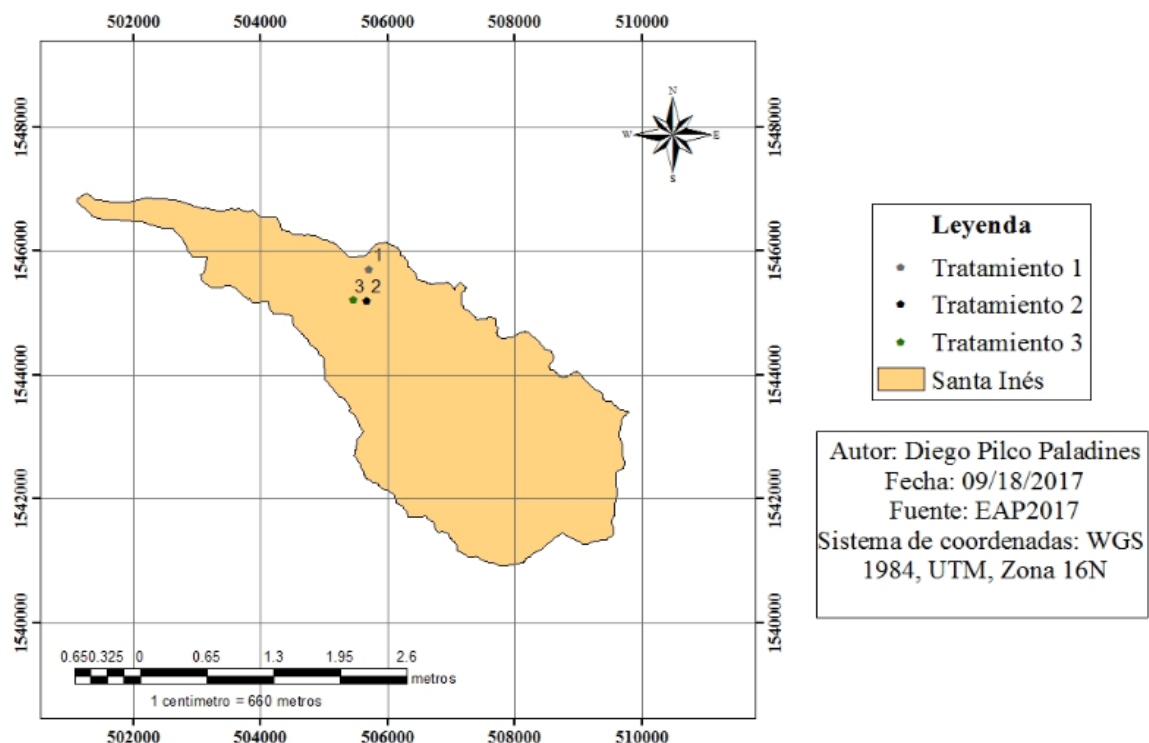 502000 504000 506000 508000 510000
1548000 1548000
1546000 1546000
1544000 1544000
1542000 1542000
1540000 1540000
N
W E
S
1
3 2
0.650.325 0 0.65 1.3 1.95 2.6
metros
1 centimetro = 660 metros
502000 504000 506000 508000 510000
Leyenda
Tratamiento 1
Tratamiento 2
Tratamiento 3
Santa Inés
Autor: Diego Pilco Paladines
Fecha: 09/18/2017
Fuente: EAP2017
Sistema de coordenadas: WGS
1984, UTM, Zona 16N